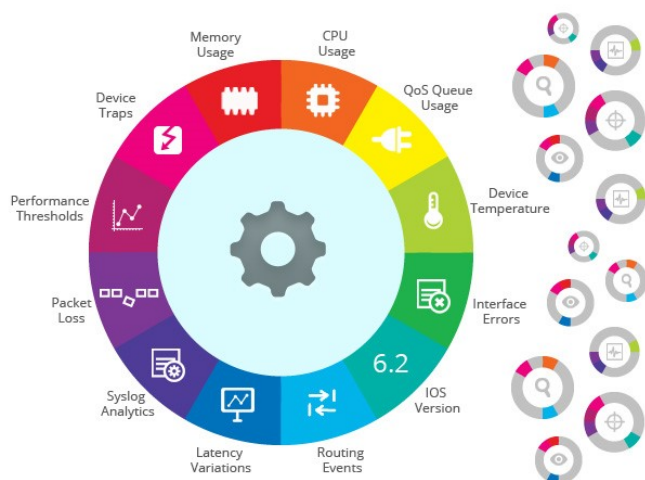 Memory
Usage
CPU
Usage
QoS Queue
Usage
Device
Temperature
Interface
Errors
6.2
IOS
Version
Routing
Events
Latency
Variations
Syslog
Analytics
Packet
Loss
Performance
Thresholds
Device
Traps